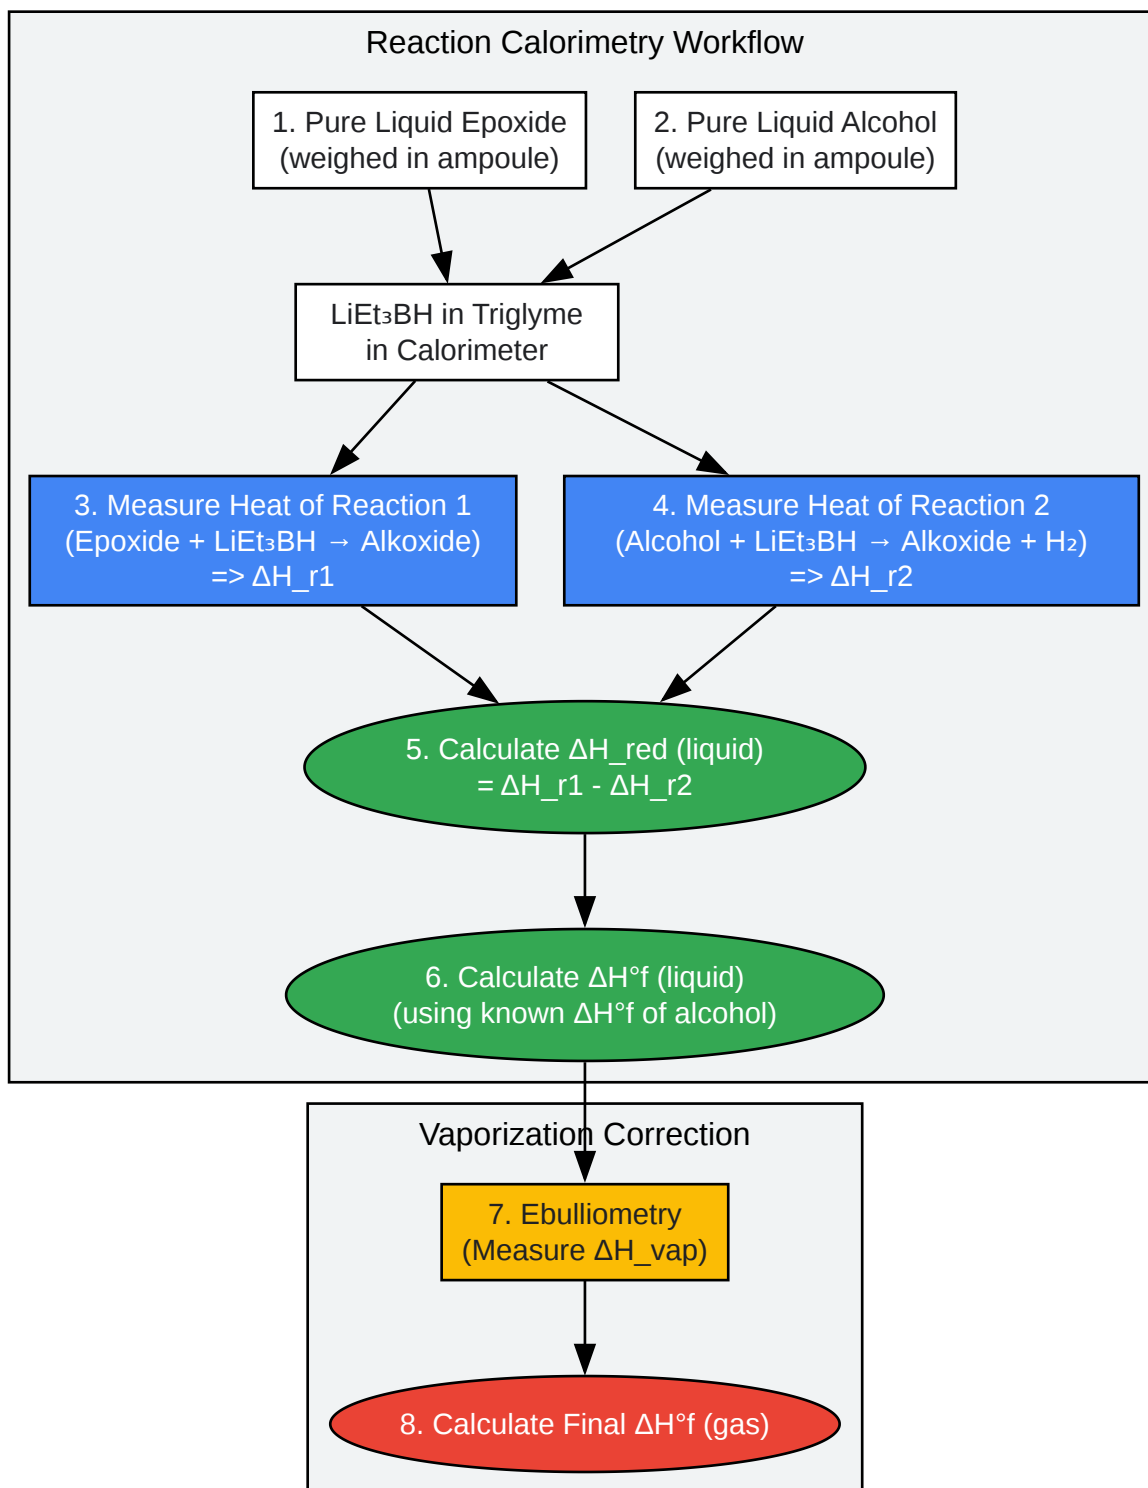 Reaction Calorimetry Workflow
1. Pure Liquid Epoxide
(weighed in ampoule)
2. Pure Liquid Alcohol
(weighed in ampoule)
LiEt₃BH in Triglyme
in Calorimeter
3. Measure Heat of Reaction 1
(Epoxide + LiEt₃BH → Alkoxide)
=> ΔH_r1
4. Measure Heat of Reaction 2
(Alcohol + LiEt₃BH → Alkoxide + H₂)
=> ΔH_r2
5. Calculate ΔH_red (liquid)
= ΔH_r1 - ΔH_r2
6. Calculate ΔH°f (liquid)
(using known ΔH°f of alcohol)
Vaporization Correction
7. Ebulliometry
(Measure ΔH_vap)
8. Calculate Final ΔH°f (gas)